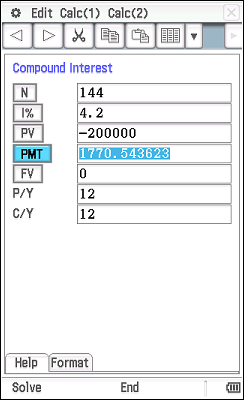 Edit Calc(1) Calc(2)
Compound Interest
N 144
I% 4.2
PV -200000
PMT 1770.543623
FV 0
P/Y 12
C/Y 12
Help Format
Solve End